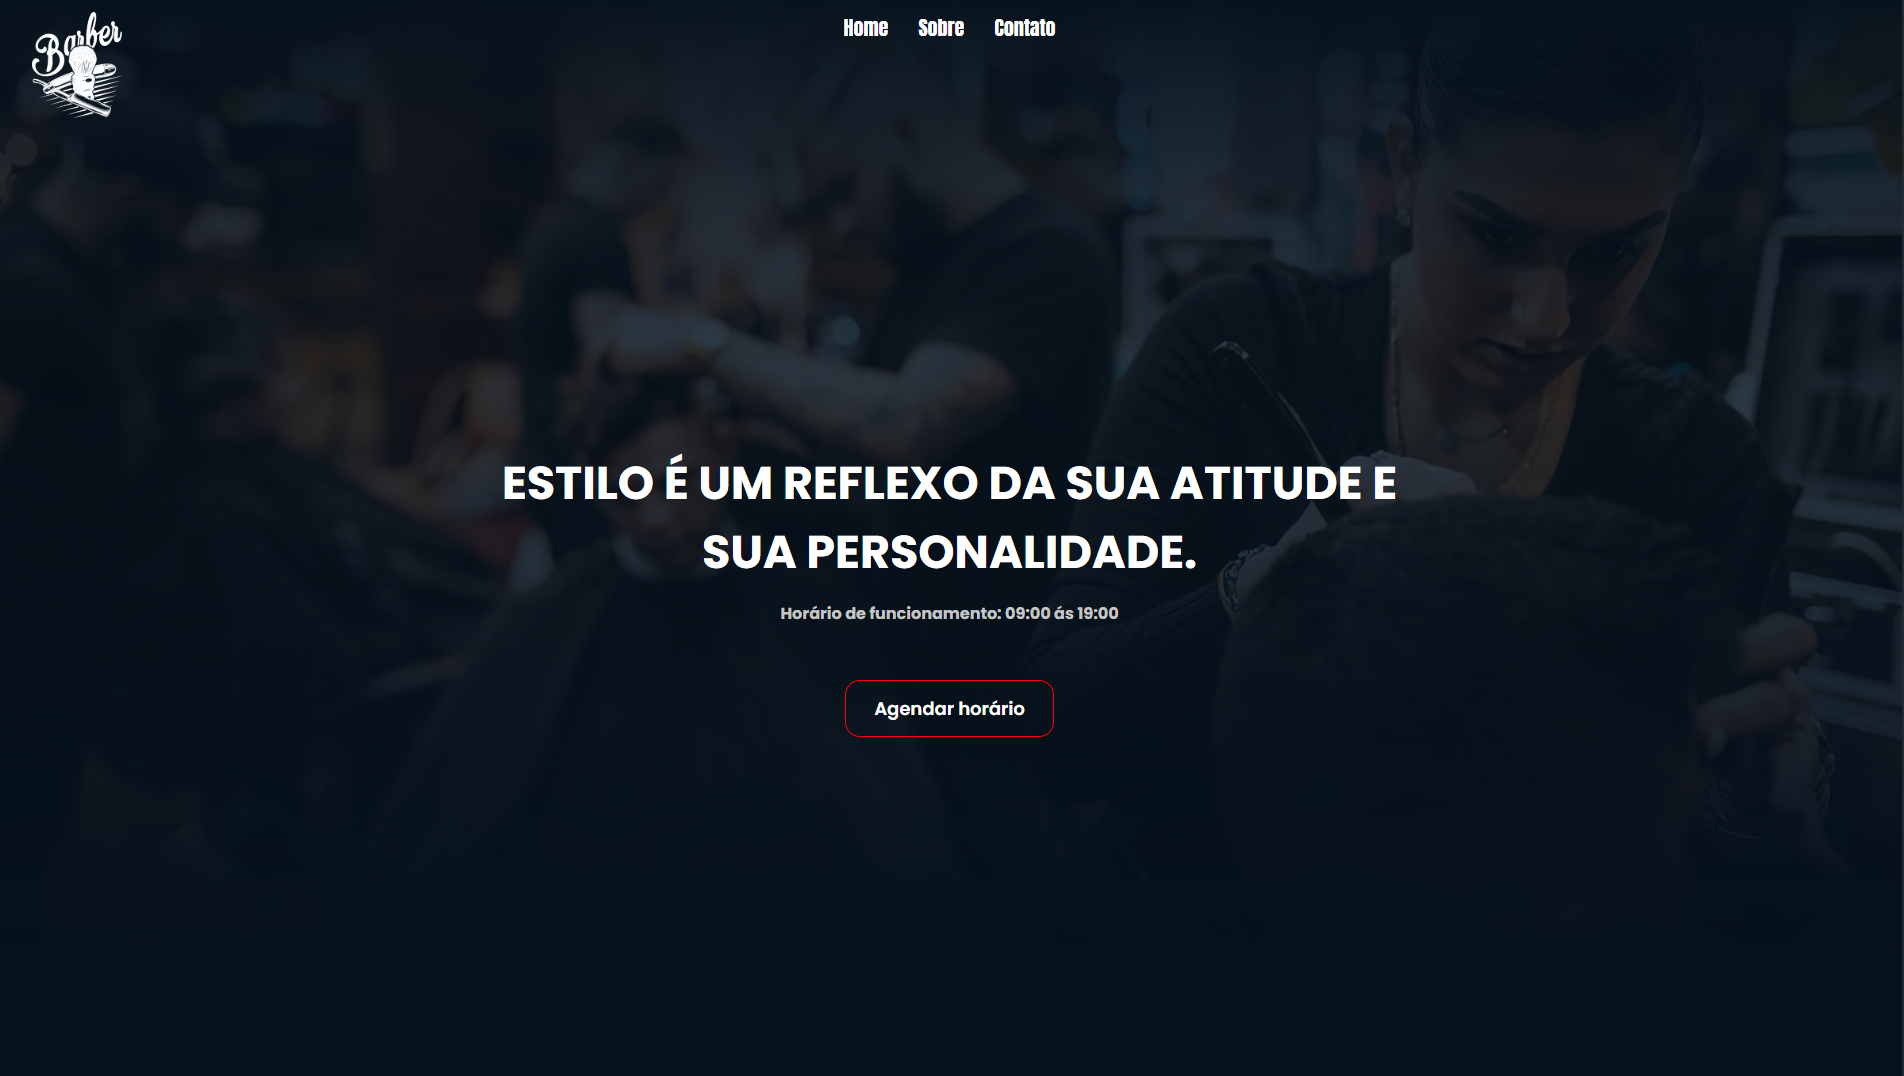 Barber
Home Sobre Contato
ESTILO É UM REFLEXO DA SUA ATITUDE E
SUA PERSONALIDADE.
Horário de funcionamento: 09:00 ás 19:00
Agendar horário